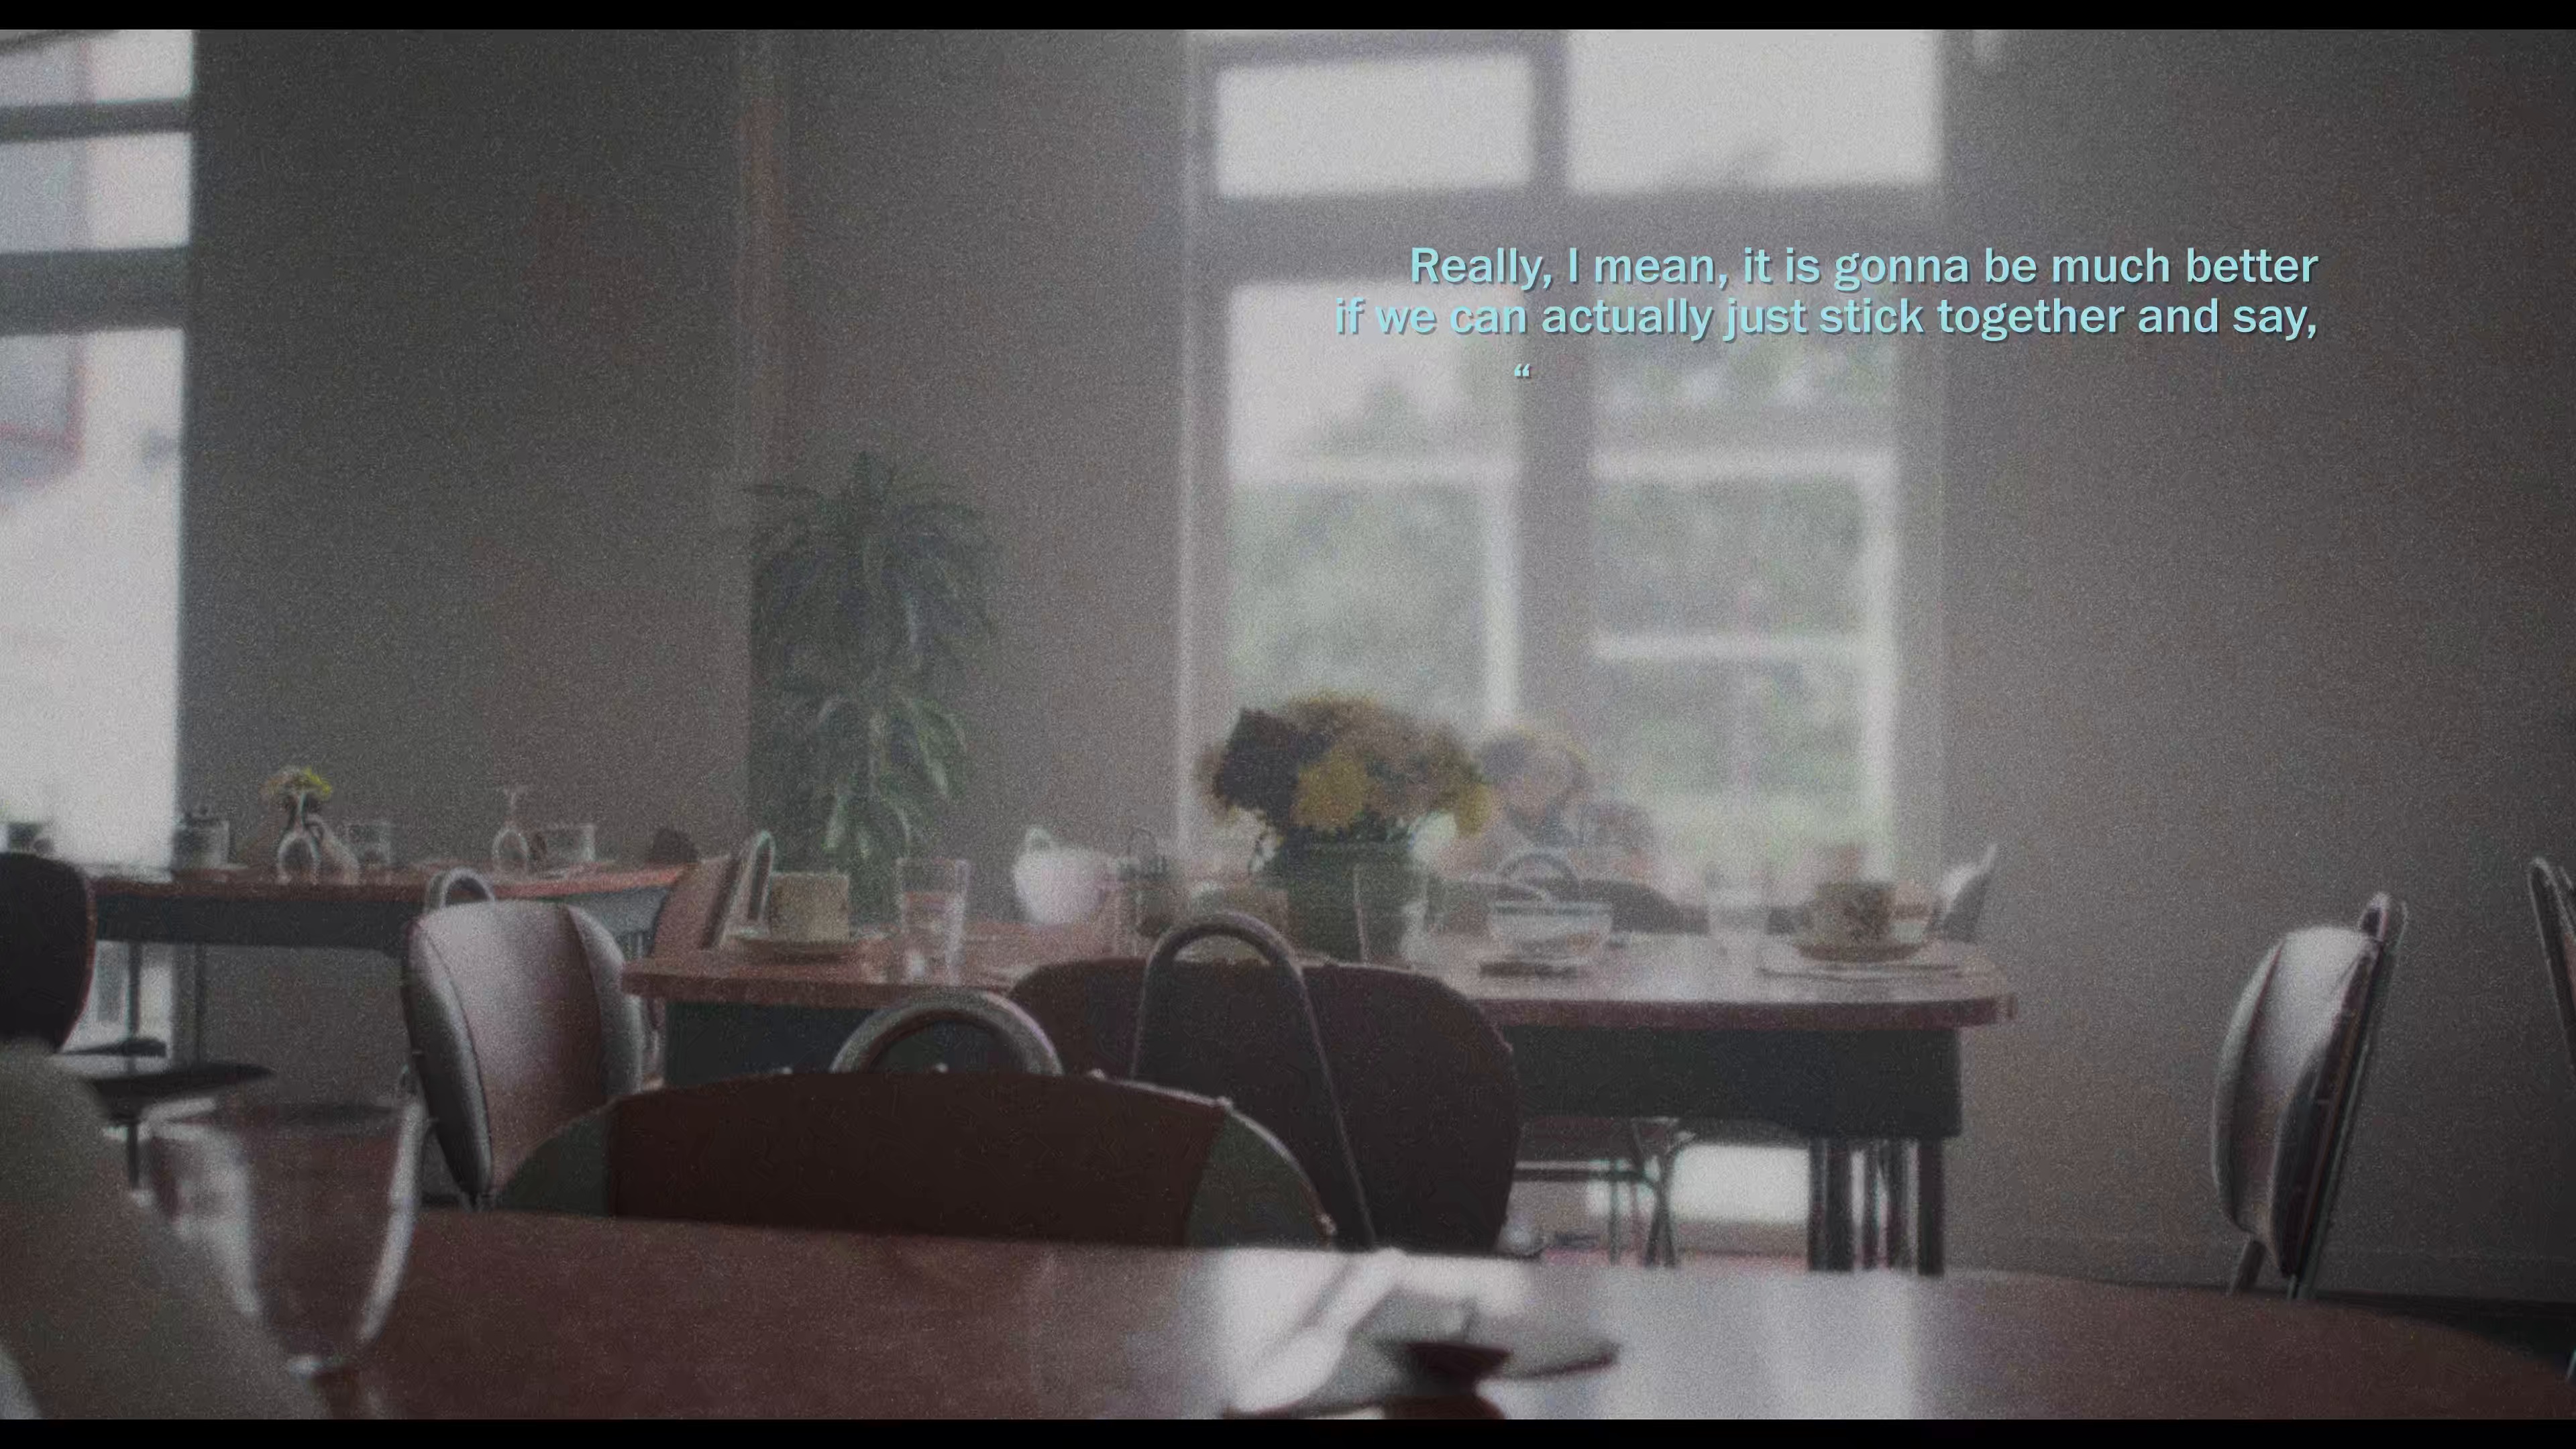 Really, I mean, it is gonna be much better
if we can actually just stick together and say,
“